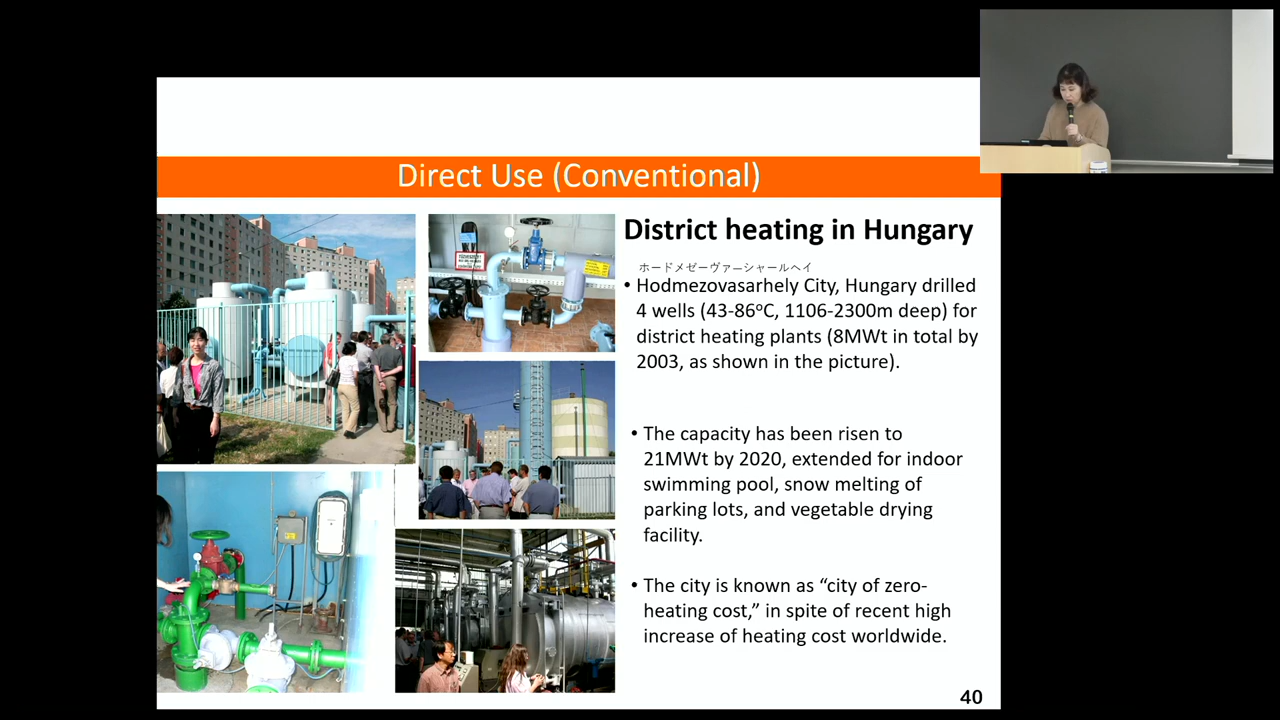 Direct Use (Conventional)
District heating in Hungary
ホードメゼーヴァーシャールヘイ
• Hodmezovasarhely City, Hungary drilled
4 wells (43-86ºC, 1106-2300m deep) for
district heating plants (8MWt in total by
2003, as shown in the picture).
• The capacity has been risen to
21MWt by 2020, extended for indoor
swimming pool, snow melting of
parking lots, and vegetable drying
facility.
• The city is known as “city of zero-
heating cost,” in spite of recent high
increase of heating cost worldwide.
40